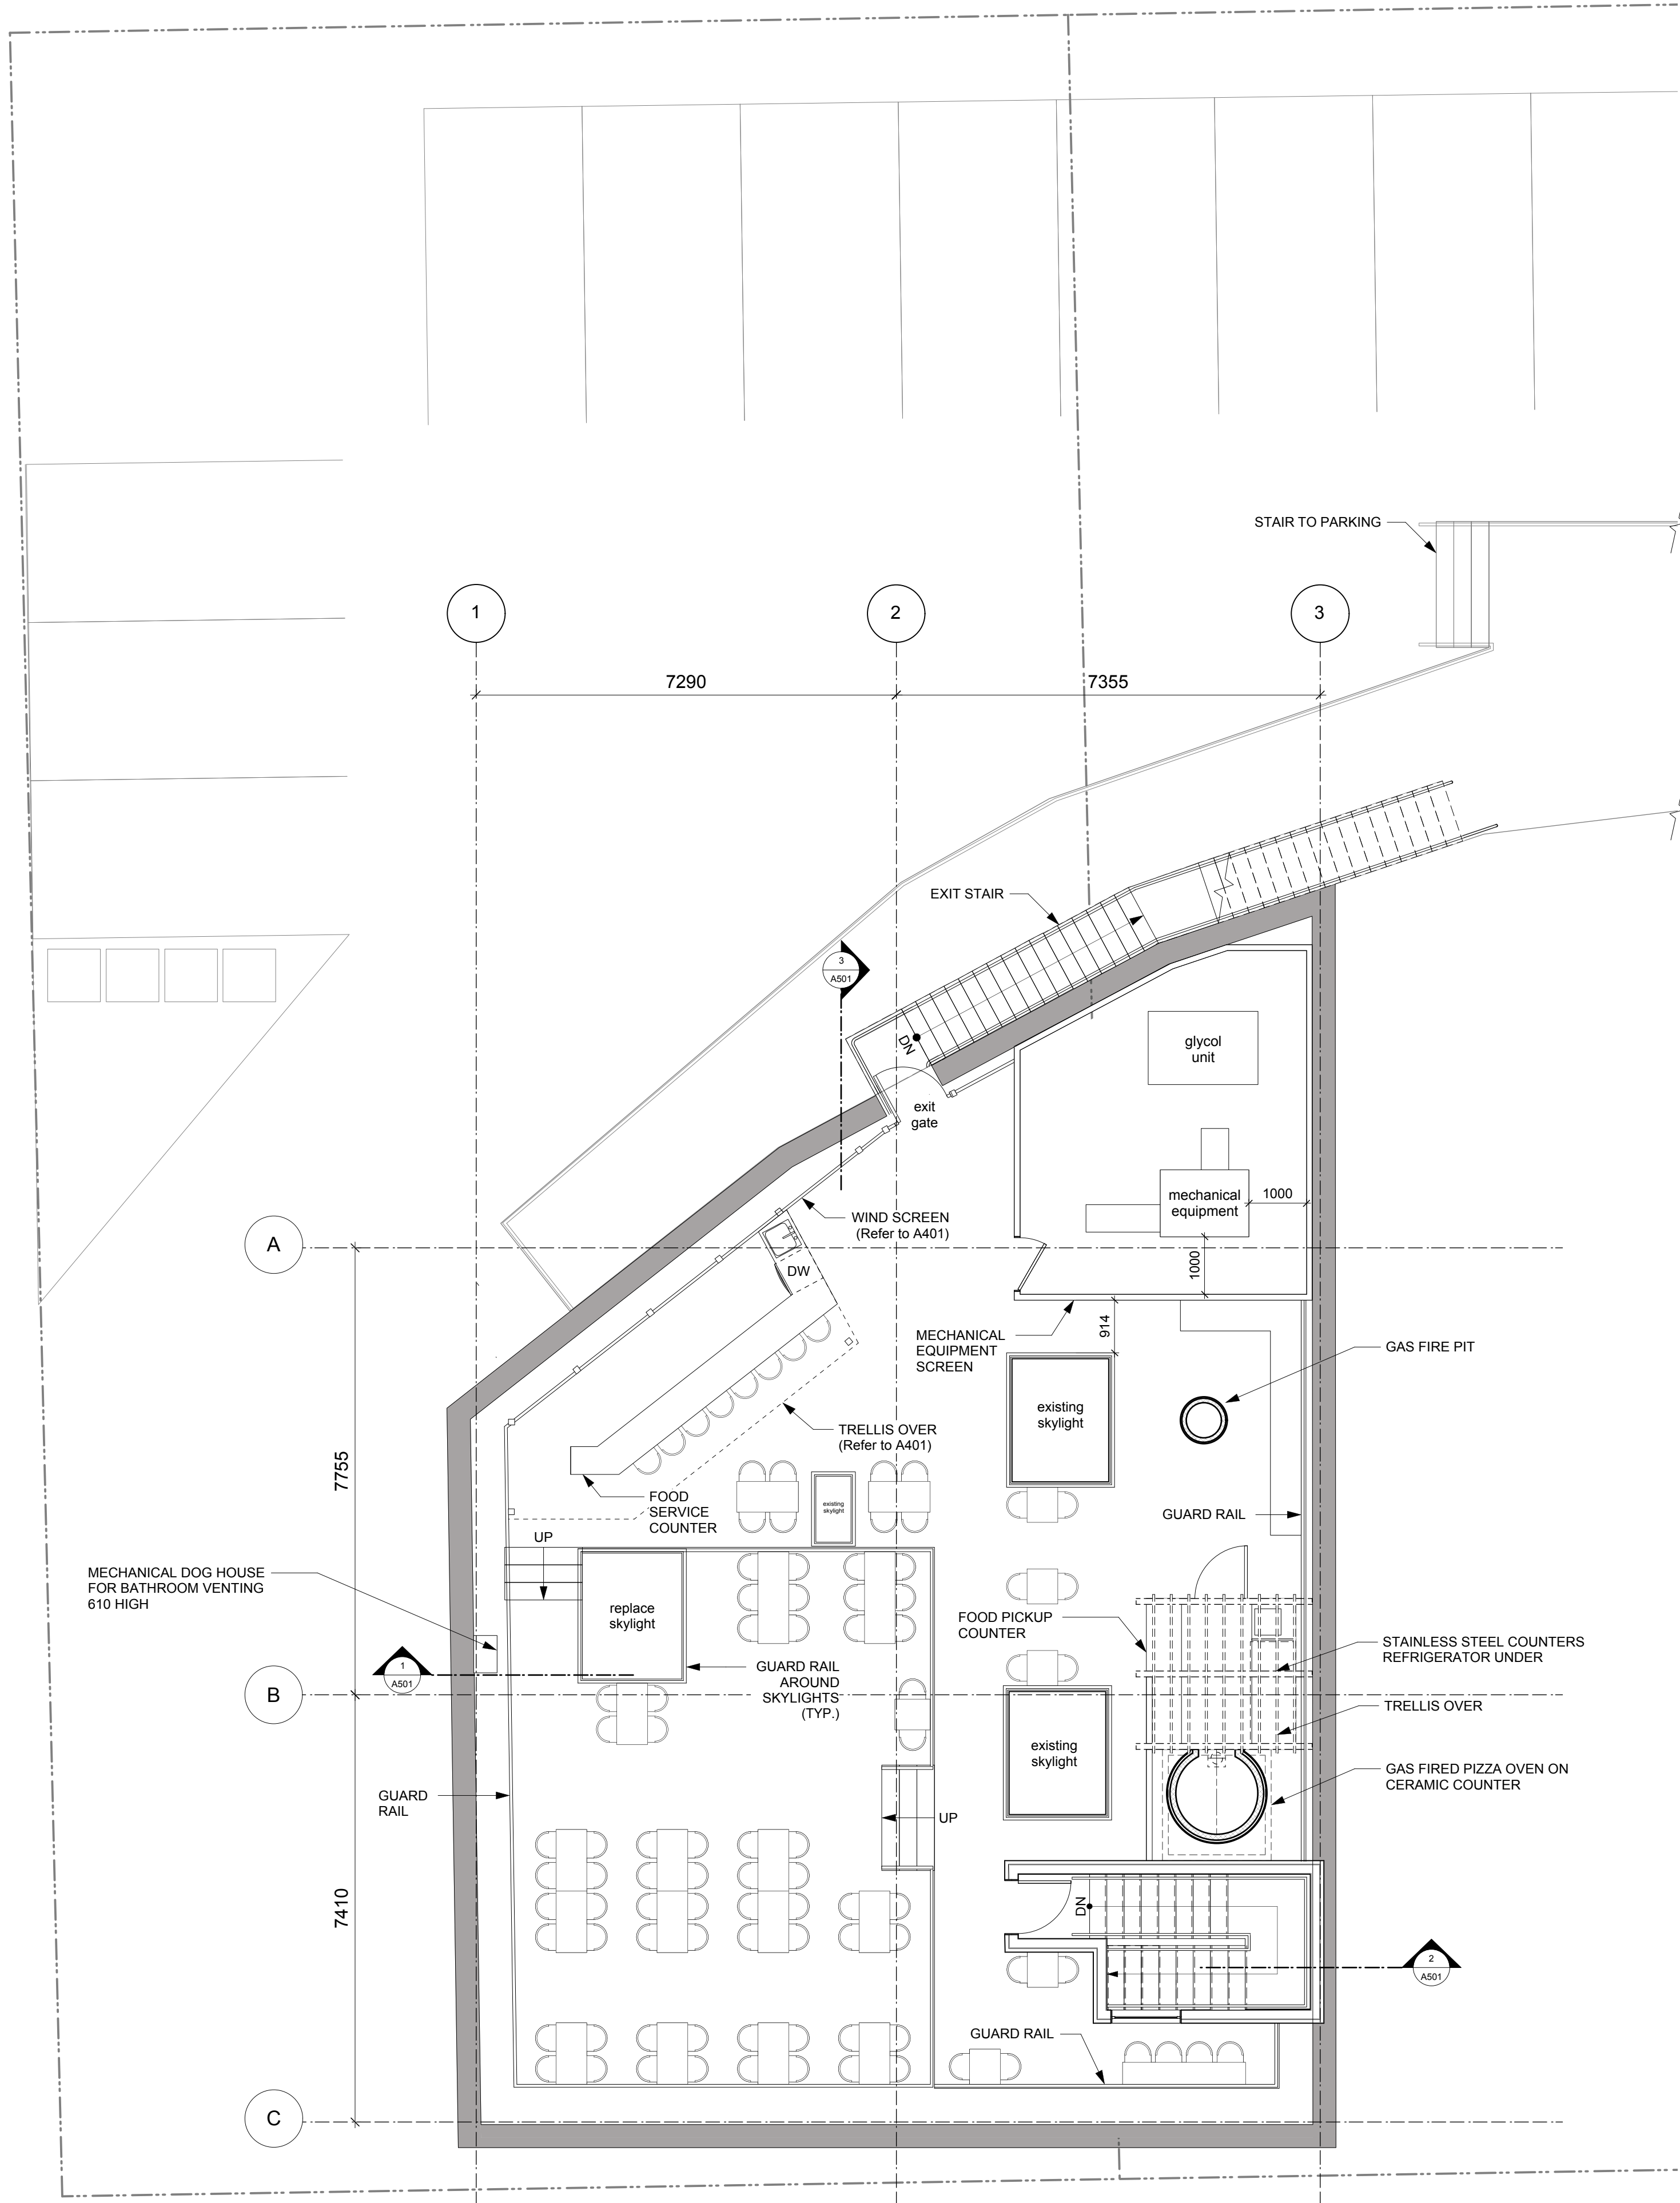 STAIR TO PARKING
1
2
3
7290
7355
EXIT STAIR
3
A501
DN
glycol
unit
exit
gate
mechanical
equipment
1000
WIND SCREEN
(Refer to A401)
A
1000
DW
914
MECHANICAL
EQUIPMENT
SCREEN
GAS FIRE PIT
existing
skylight
TRELLIS OVER
(Refer to A401)
7755
FOOD
SERVICE
COUNTER
existing
skylight
GUARD RAIL
UP
MECHANICAL DOG HOUSE
FOR BATHROOM VENTING
610 HIGH
replace
skylight
FOOD PICKUP
COUNTER
STAINLESS STEEL COUNTERS
REFRIGERATOR UNDER
1
A501
GUARD RAIL
AROUND
SKYLIGHTS
(TYP.)
B
TRELLIS OVER
existing
skylight
GAS FIRED PIZZA OVEN ON
CERAMIC COUNTER
GUARD
RAIL
UP
7410
DN
2
A501
GUARD RAIL
C